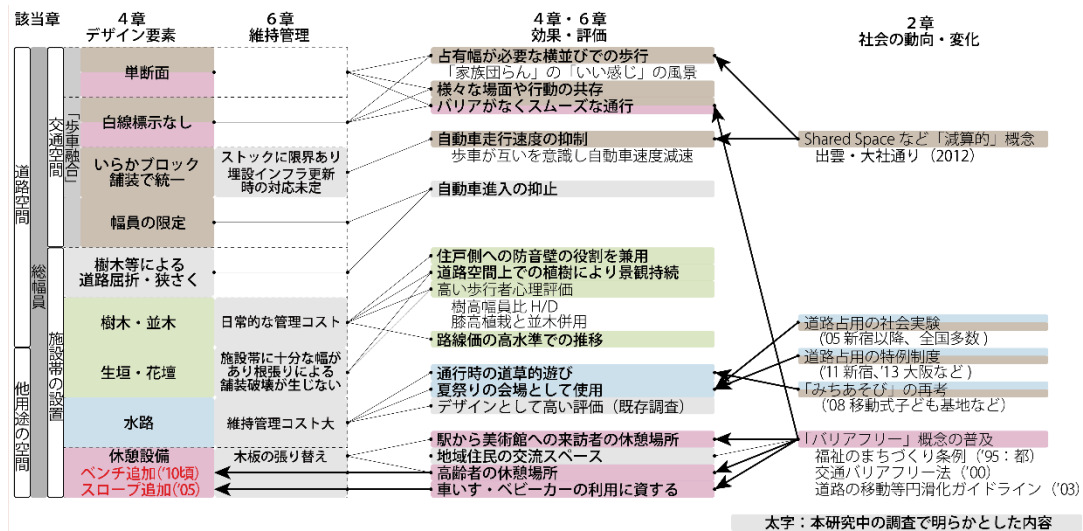 該当章
4章
デザイン要素
6章
維持管理
4章・6章
効果・評価
2章
社会の動向・変化
道路空間
他用途の空間
総幅員
交通空間
「歩車融合」
施設帯の設置
単断面
白線標示なし
いらかブロック
舗装で統一
幅員の限定
樹木等による
道路屈折・狭さく
樹木・並木
生垣・花壇
水路
休憩設備
ベンチ追加('10頃)
スロープ追加('05)
ストックに限界あり
埋設インフラ更新
時の対応未定
日常的な管理コスト
施設帯に十分な幅が
あり根張りによる
舗装破壊が生じない
維持管理コスト大
木板の張り替え
占有幅が必要な横並びでの歩行
「家族団らん」の「いい感じ」の風景
様々な場面や行動の共存
バリアがなくスムーズな通行
自動車走行速度の抑制
歩車が互いを意識し自動車速度減速
自動車進入の抑止
住戸側への防音壁の役割を兼用
道路空間上での植樹により景観持続
高い歩行者心理評価
樹高幅員比 H/D
膝高植栽と並木併用
路線価の高水準での推移
通行時の道草的遊び
夏祭りの会場として使用
デザインとして高い評価（既存調査）
駅から美術館への来訪者の休憩場所
地域住民の交流スペース
高齢者の休憩場所
車いす・ベビーカーの利用に資する
Shared Space など「減算的」概念
出雲・大社通り（2012）
道路占用の社会実験
('05 新宿以降、全国多数)
道路占用の特例制度
('11 新宿、'13 大阪など)
「みちあそび」の再考
('08 移動式子ども基地など)
「バリアフリー」概念の普及
福祉のまちづくり条例（'95：都）
交通バリアフリー法（'00）
道路の移動等円滑化ガイドライン（'03）
太字：本研究中の調査で明らかとした内容